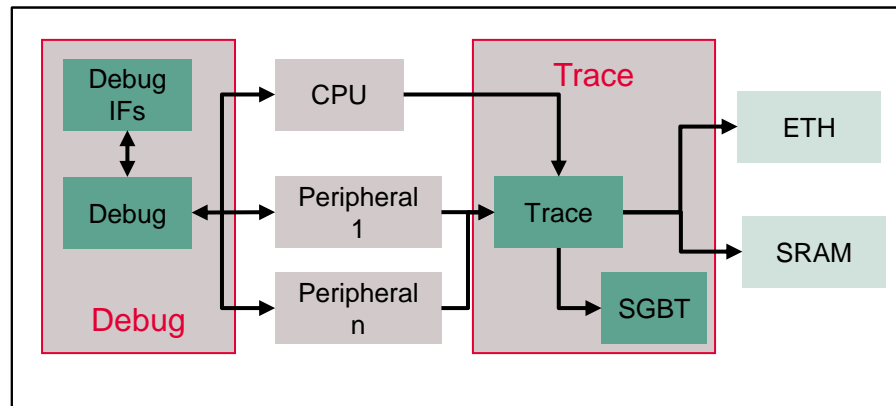 Debug
IFs
Debug
Debug
CPU
Peripheral
1
Peripheral
n
Trace
Trace
SGBT
ETH
SRAM